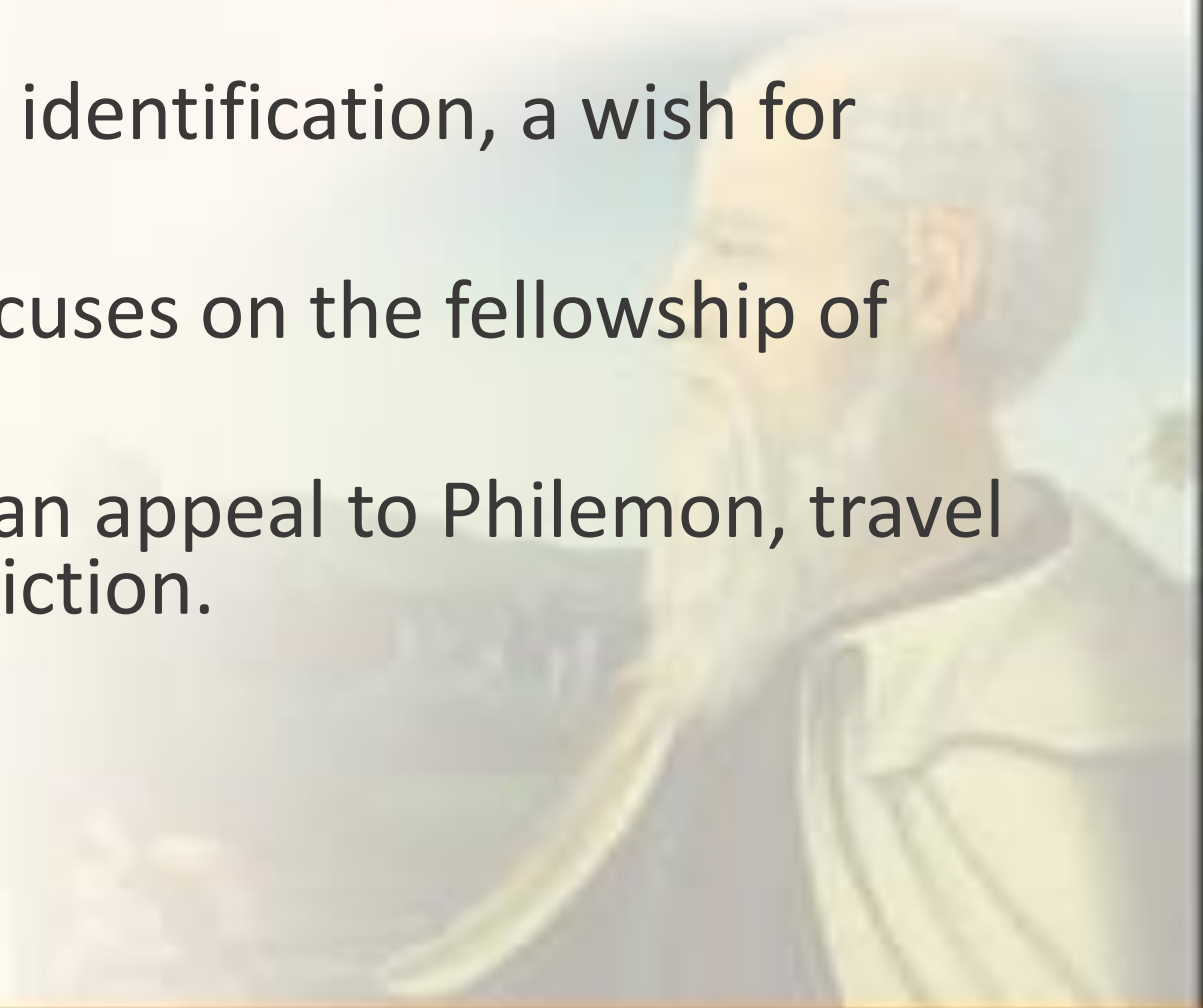 identification, a wish for
cuses on the fellowship of
an appeal to Philemon, travel
iction.